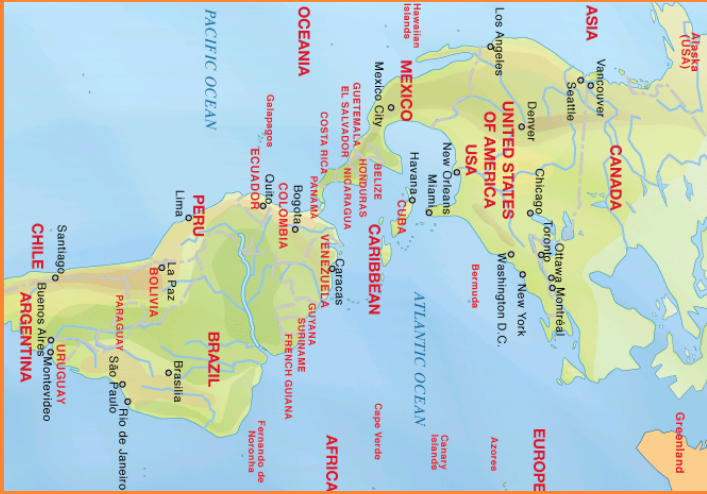 Alaska
(USA)
Greenland
CANADA
ASIA
Vancouver
Seattle
Ottawa
Montréal
Toronto
EUROPE
Chicago
Denver
UNITED STATES
OF AMERICA
USA
New York
Washington D.C.
Los Angeles
Azores
Bermuda
New Orleans
Canary
Islands
Miami
Havana
ATLANTIC OCEAN
Hawaiian
Islands
MEXICO
Mexico City
CUBA
BELIZE
CARIBBEAN
Cape Verde
GUETEMALA
HONDURAS
EL SALVADOR
NICARAGUA
COSTA RICA
PANAMA
Caracas
VENEZUELA
AFRICA
OCEANIA
GUYANA
SURINAME
FRENCH GUIANA
Bogota
COLOMBIA
Galapagos
Quito
ECUADOR
Fernando de
Noronha
PACIFIC OCEAN
BRAZIL
PERU
Lima
La Paz
BOLIVIA
Brasilia
PARAGUAY
Rio de Janeiro
São Paulo
Santiago
CHILE
URUGUAY
Buenos Aires
Montevideo
ARGENTINA